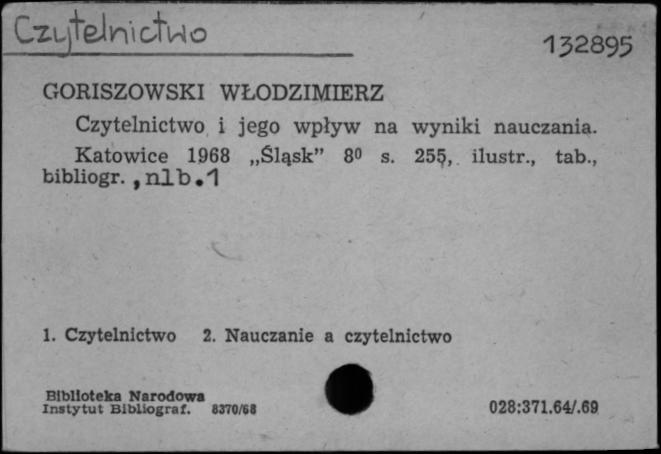 Czytelnictwo
132895
GORISZOWSKI WŁODZIMIERZ
Czytelnictwo i jego wpływ na wyniki nauczania.
Katowice 1968 „Śląsk” 8⁰ s. 255, ilustr., tab.,
bibliogr. , nlb.1
1. Czytelnictwo 2. Nauczanie a czytelnictwo
Biblioteka Narodowa
Instytut Bibliograf. 8370/68
028:371.64/.69